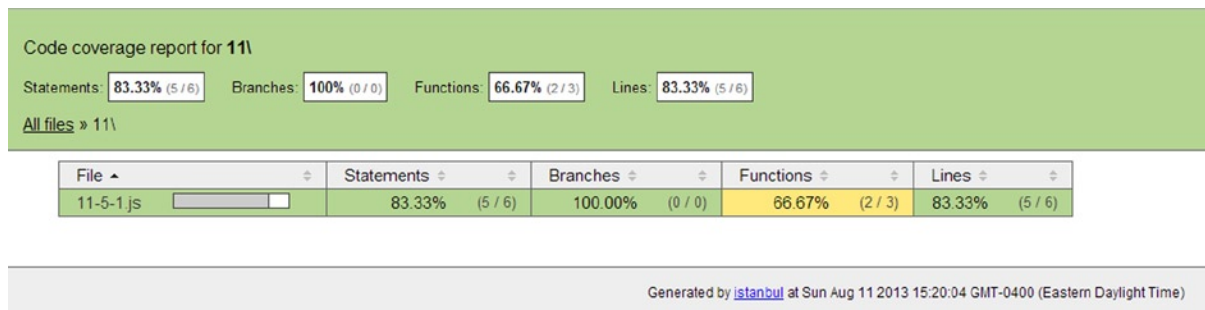 Code coverage report for 11\
Statements: 83.33% (5 / 6) Branches: 100% (0 / 0) Functions: 66.67% (2 / 3) Lines: 83.33% (5 / 6)
All files » 11\
File Statements Branches Functions Lines
11-5-1.js 83.33% (5 / 6) 100.00% (0 / 0) 66.67% (2 / 3) 83.33% (5 / 6)
Generated by istanbul at Sun Aug 11 2013 15:20:04 GMT-0400 (Eastern Daylight Time)